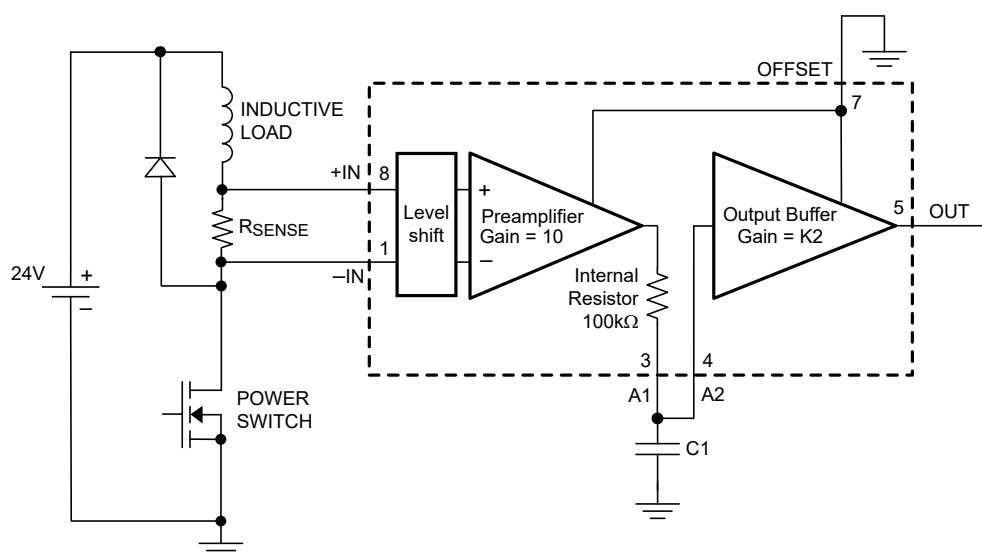 OFFSET
7
INDUCTIVE
LOAD
+IN
8
RSENSE
Level
shift
+
Preamplifier
Gain = 10
–
Output Buffer
Gain = K2
5
OUT
1
–IN
24V
+
–
Internal
Resistor
100kΩ
3
4
A1
A2
POWER
SWITCH
C1